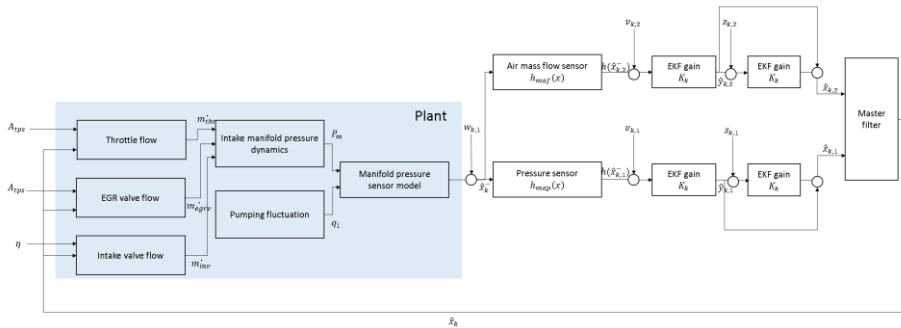 Plant
A_tps
Throttle flow
ṁ_thr
A_tps
EGR valve flow
ṁ_egrv
η
Intake valve flow
ṁ_inv
Intake manifold pressure
dynamics
P_m
Pumping fluctuation
q_1
Manifold pressure
sensor model
w_k,1
x̂_k^-
Air mass flow sensor
h_maf(x)
h(x̂_k,2^-)
v_k,2
EKF gain
K_k
ŷ_k,2
z_k,2
EKF gain
K_k
x̂_k,2
Pressure sensor
h_map(x)
h(x̂_k,1^-)
v_k,1
EKF gain
K_k
ŷ_k,1
z_k,1
EKF gain
K_k
x̂_k,1
Master
filter
x̂_k